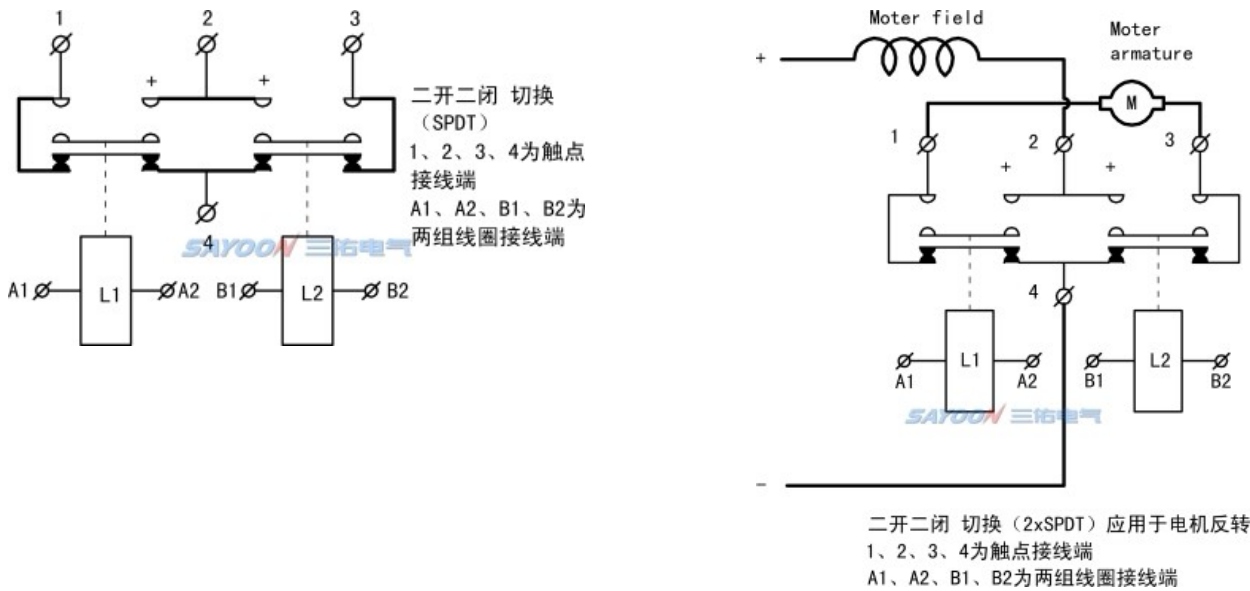 1
2
3
+
+
二开二闭 切换
（SPDT）
1、2、3、4为触点
接线端
A1、A2、B1、B2为
两组线圈接线端
4
SAYOON 三佑电气
A1
L1
A2
B1
L2
B2
Moter field
Moter
armature
+
M
1
2
3
+
+
4
L1
L2
A1
A2
B1
B2
SAYOON 三佑电气
-
二开二闭 切换（2xSPDT）应用于电机反转
1、2、3、4为触点接线端
A1、A2、B1、B2为两组线圈接线端